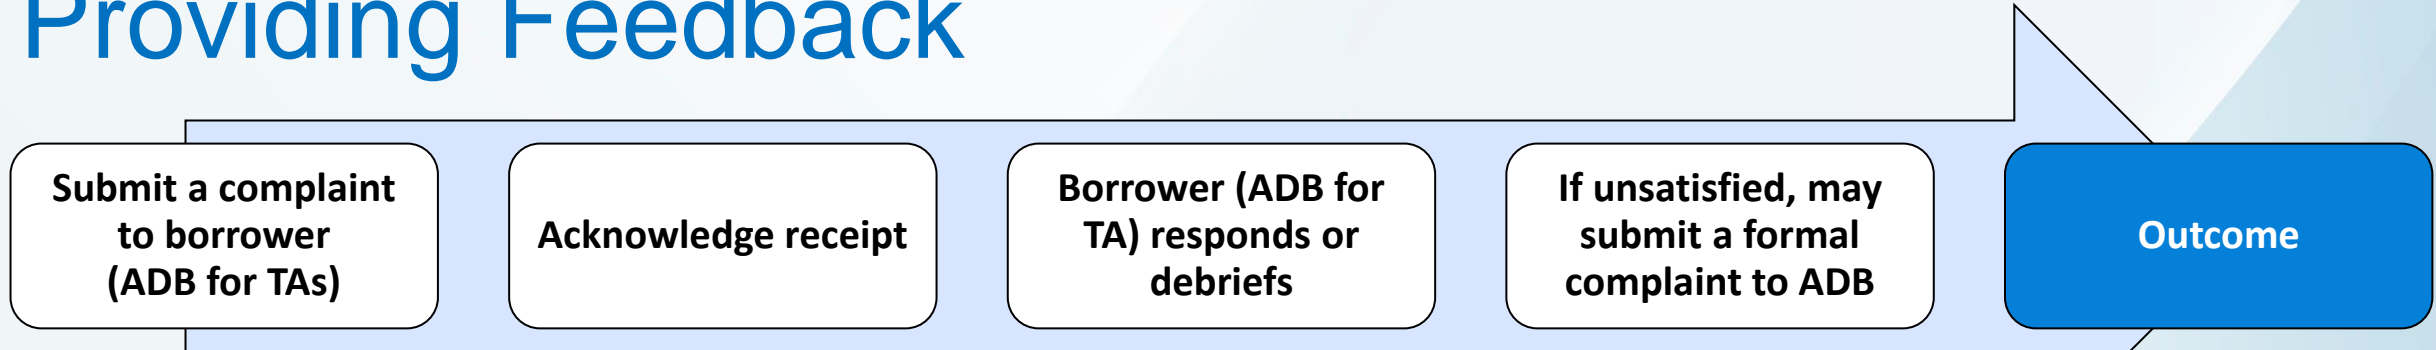 Providing Feedback
Submit a complaint
to borrower
(ADB for TAs)
Acknowledge receipt
Borrower (ADB for
TA) responds or
debriefs
If unsatisfied, may
submit a formal
complaint to ADB
Outcome